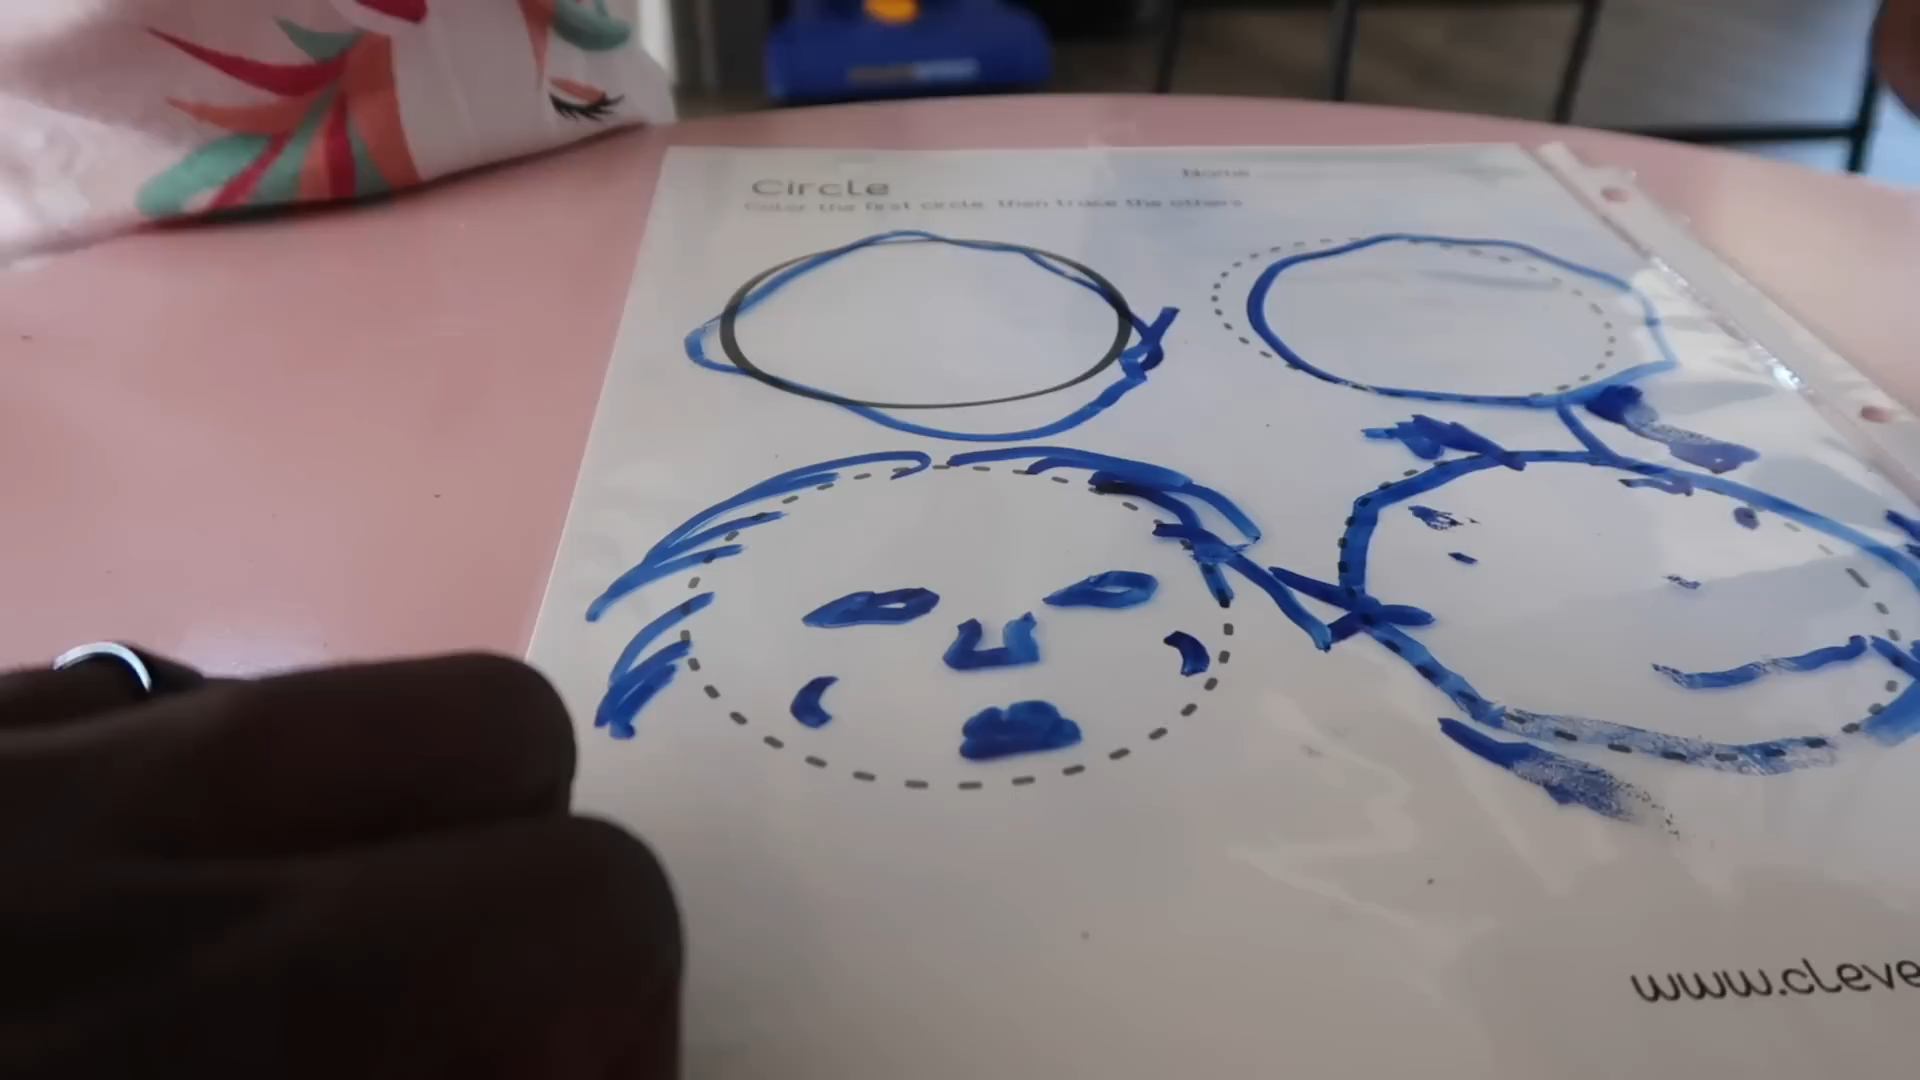 Circle
Name
Color the first circle, then trace the others
www.cleve